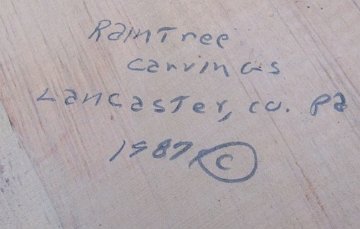 RainTree
carvings
Lancaster, co. pa
1987 ©